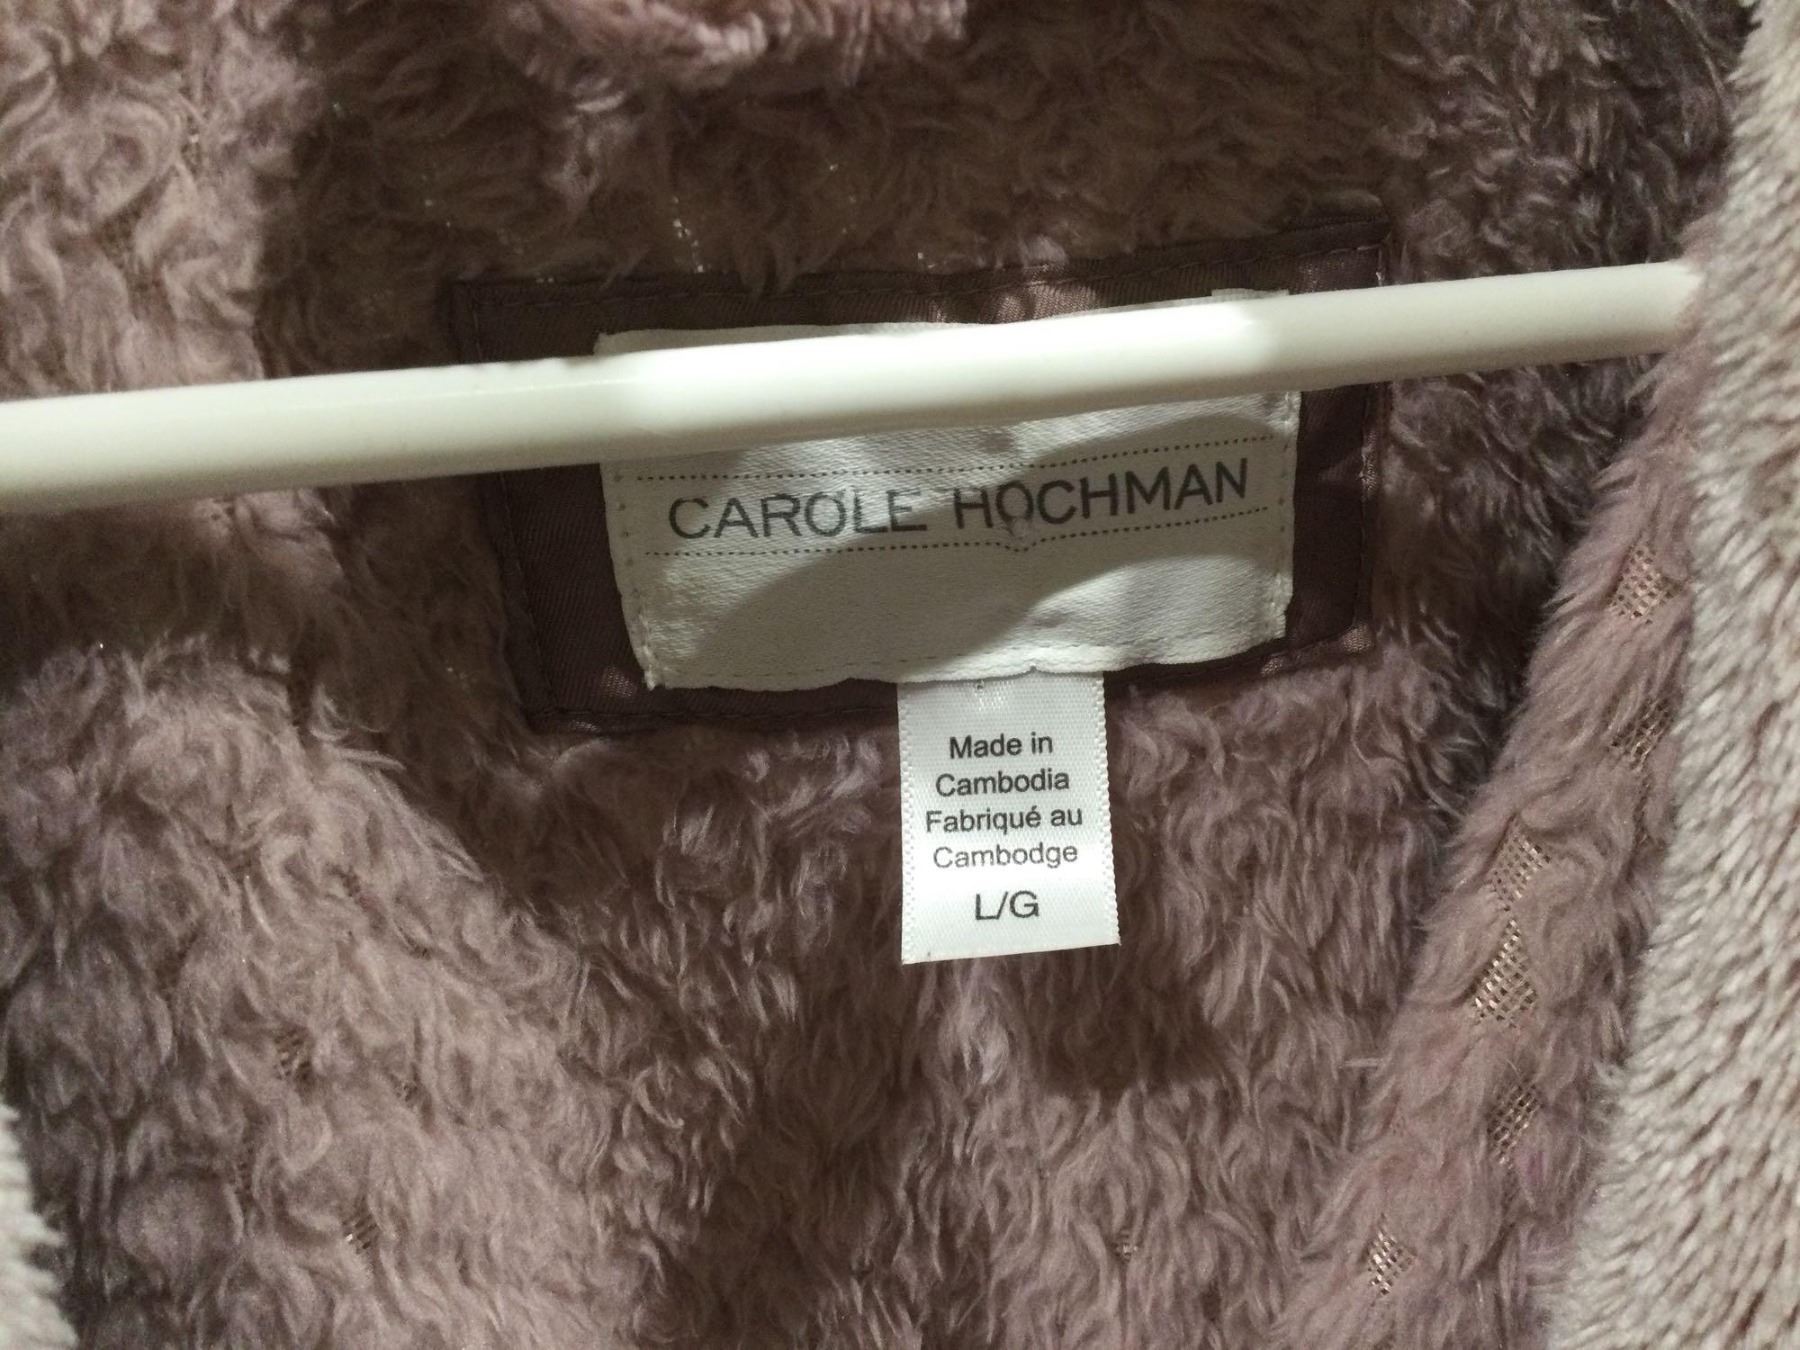 CAROLE HOCHMAN
Made in
Cambodia
Fabriqué au
Cambodge
L/G